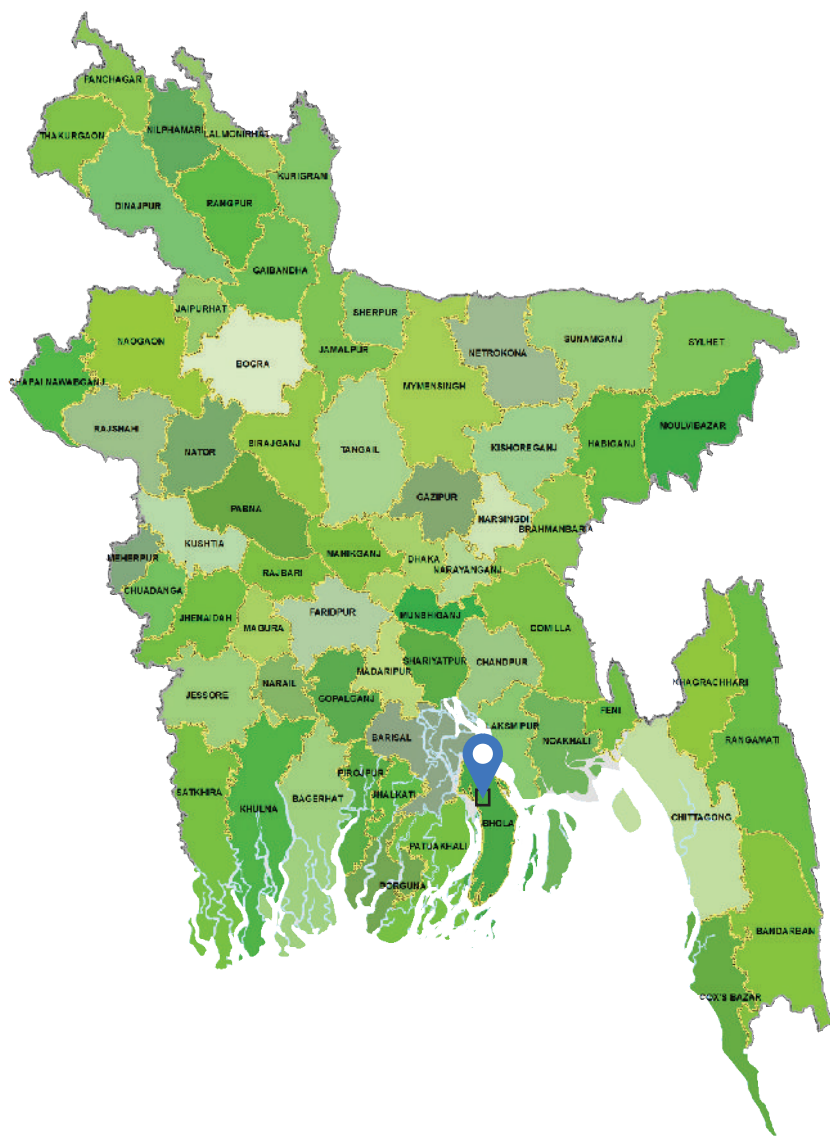 PANCHAGAR
THAKURGAON
NILPHAMARI
LALMONIRHAT
KURIGRAM
DINAJPUR
RANGPUR
GAIBANDHA
JAIPURHAT
SHERPUR
NAOGAON
BOGRA
JAMALPUR
NETROKONA
SUNAMGANJ
SYLHET
CHAPAI NAWABGANJ
MYMENSINGH
RAJSHAHI
NATOR
SIRAJGANJ
TANGAIL
KISHOREGANJ
HABIGANJ
MOULVIBAZAR
PABNA
GAZIPUR
NARSINGDI
BRAHMANBARIA
KUSHTIA
MEHERPUR
MANIKGANJ
DHAKA
NARAYANGANJ
RAJBARI
CHUADANGA
JHENAIDAH
MAGURA
FARIDPUR
MUNSHIGANJ
COMILLA
SHARIYATPUR
CHANDPUR
MADARIPUR
KHAGRACHHARI
JESSORE
NARAIL
GOPALGANJ
FENI
LAKSMIPUR
NOAKHALI
RANGAMATI
BARISAL
PIROJPUR
SATKHIRA
KHULNA
BAGERHAT
JHALKATI
CHITTAGONG
BHOLA
PATUAKHALI
BORGUNA
BANDARBAN
COX'S BAZAR